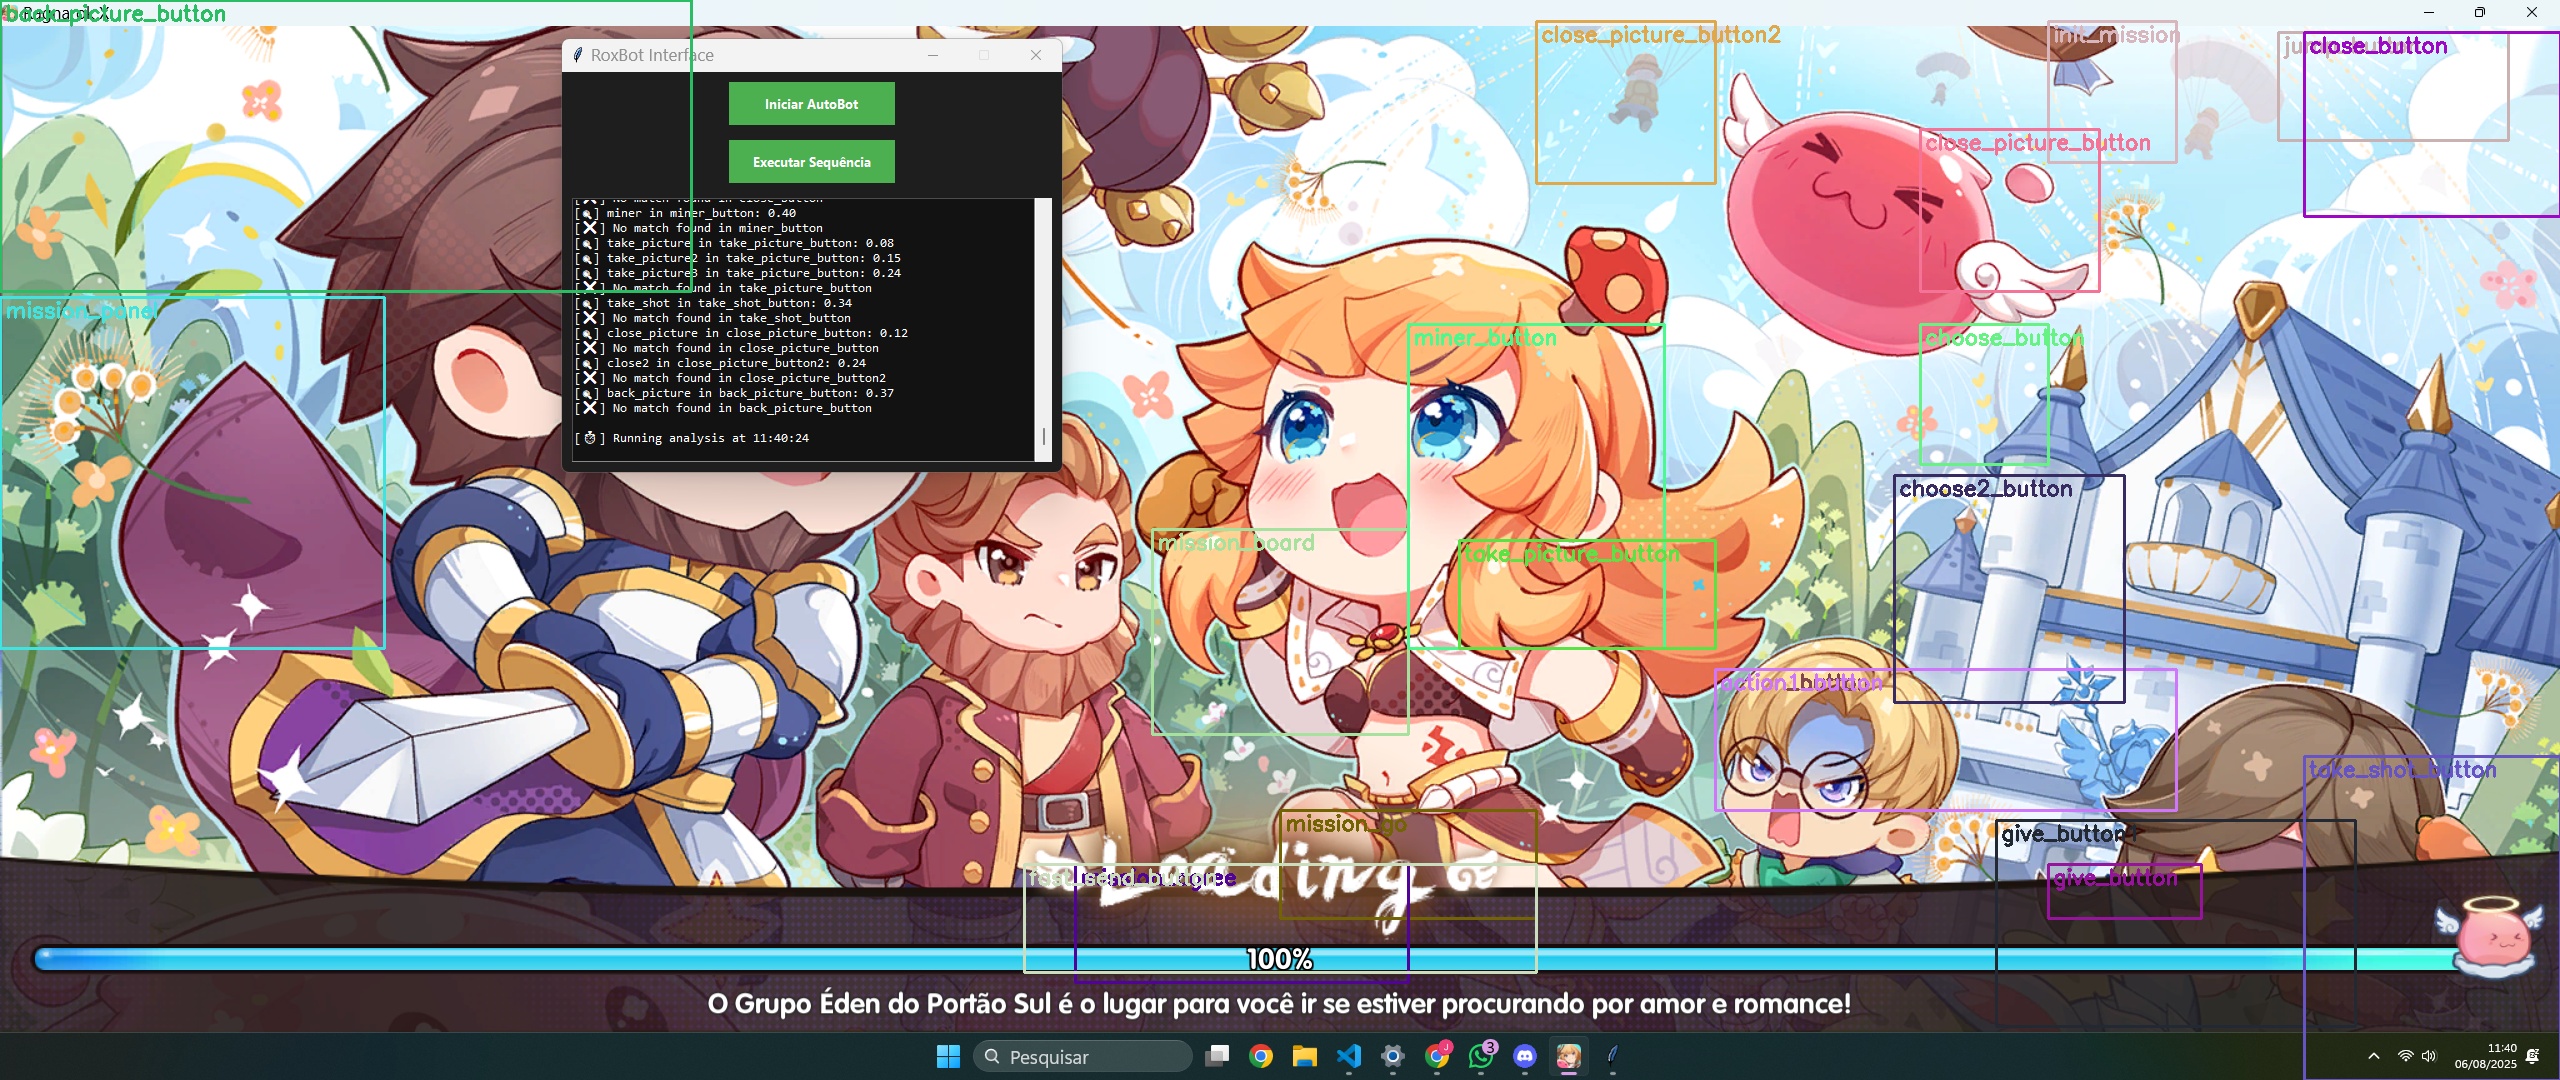 Ragnarok X
back_picture_button
close_picture_button2
init_mission
close_button
RoxBot Interface
Iniciar AutoBot
Executar Sequência
close_picture_button
[🔍] miner in miner_button: 0.40
[❌] No match found in miner_button
[🔍] take_picture in take_picture_button: 0.08
[🔍] take_picture2 in take_picture_button: 0.15
[🔍] take_picture3 in take_picture_button: 0.24
[❌] No match found in take_picture_button
[🔍] take_shot in take_shot_button: 0.34
[❌] No match found in take_shot_button
[🔍] close_picture in close_picture_button: 0.12
[❌] No match found in close_picture_button
[🔍] close2 in close_picture_button2: 0.24
[❌] No match found in close_picture_button2
[🔍] back_picture in back_picture_button: 0.37
[❌] No match found in back_picture_button
[⏱] Running analysis at 11:40:24
mission_panel
miner_button
choose_button
choose2_button
mission_board
take_picture_button
action1_button
take_shot_button
mission_go
give_button
give_button
fast_send_button
Loading
100%
O Grupo Éden do Portão Sul é o lugar para você ir se estiver procurando por amor e romance!
Pesquisar
J
3
11:40
06/08/2025